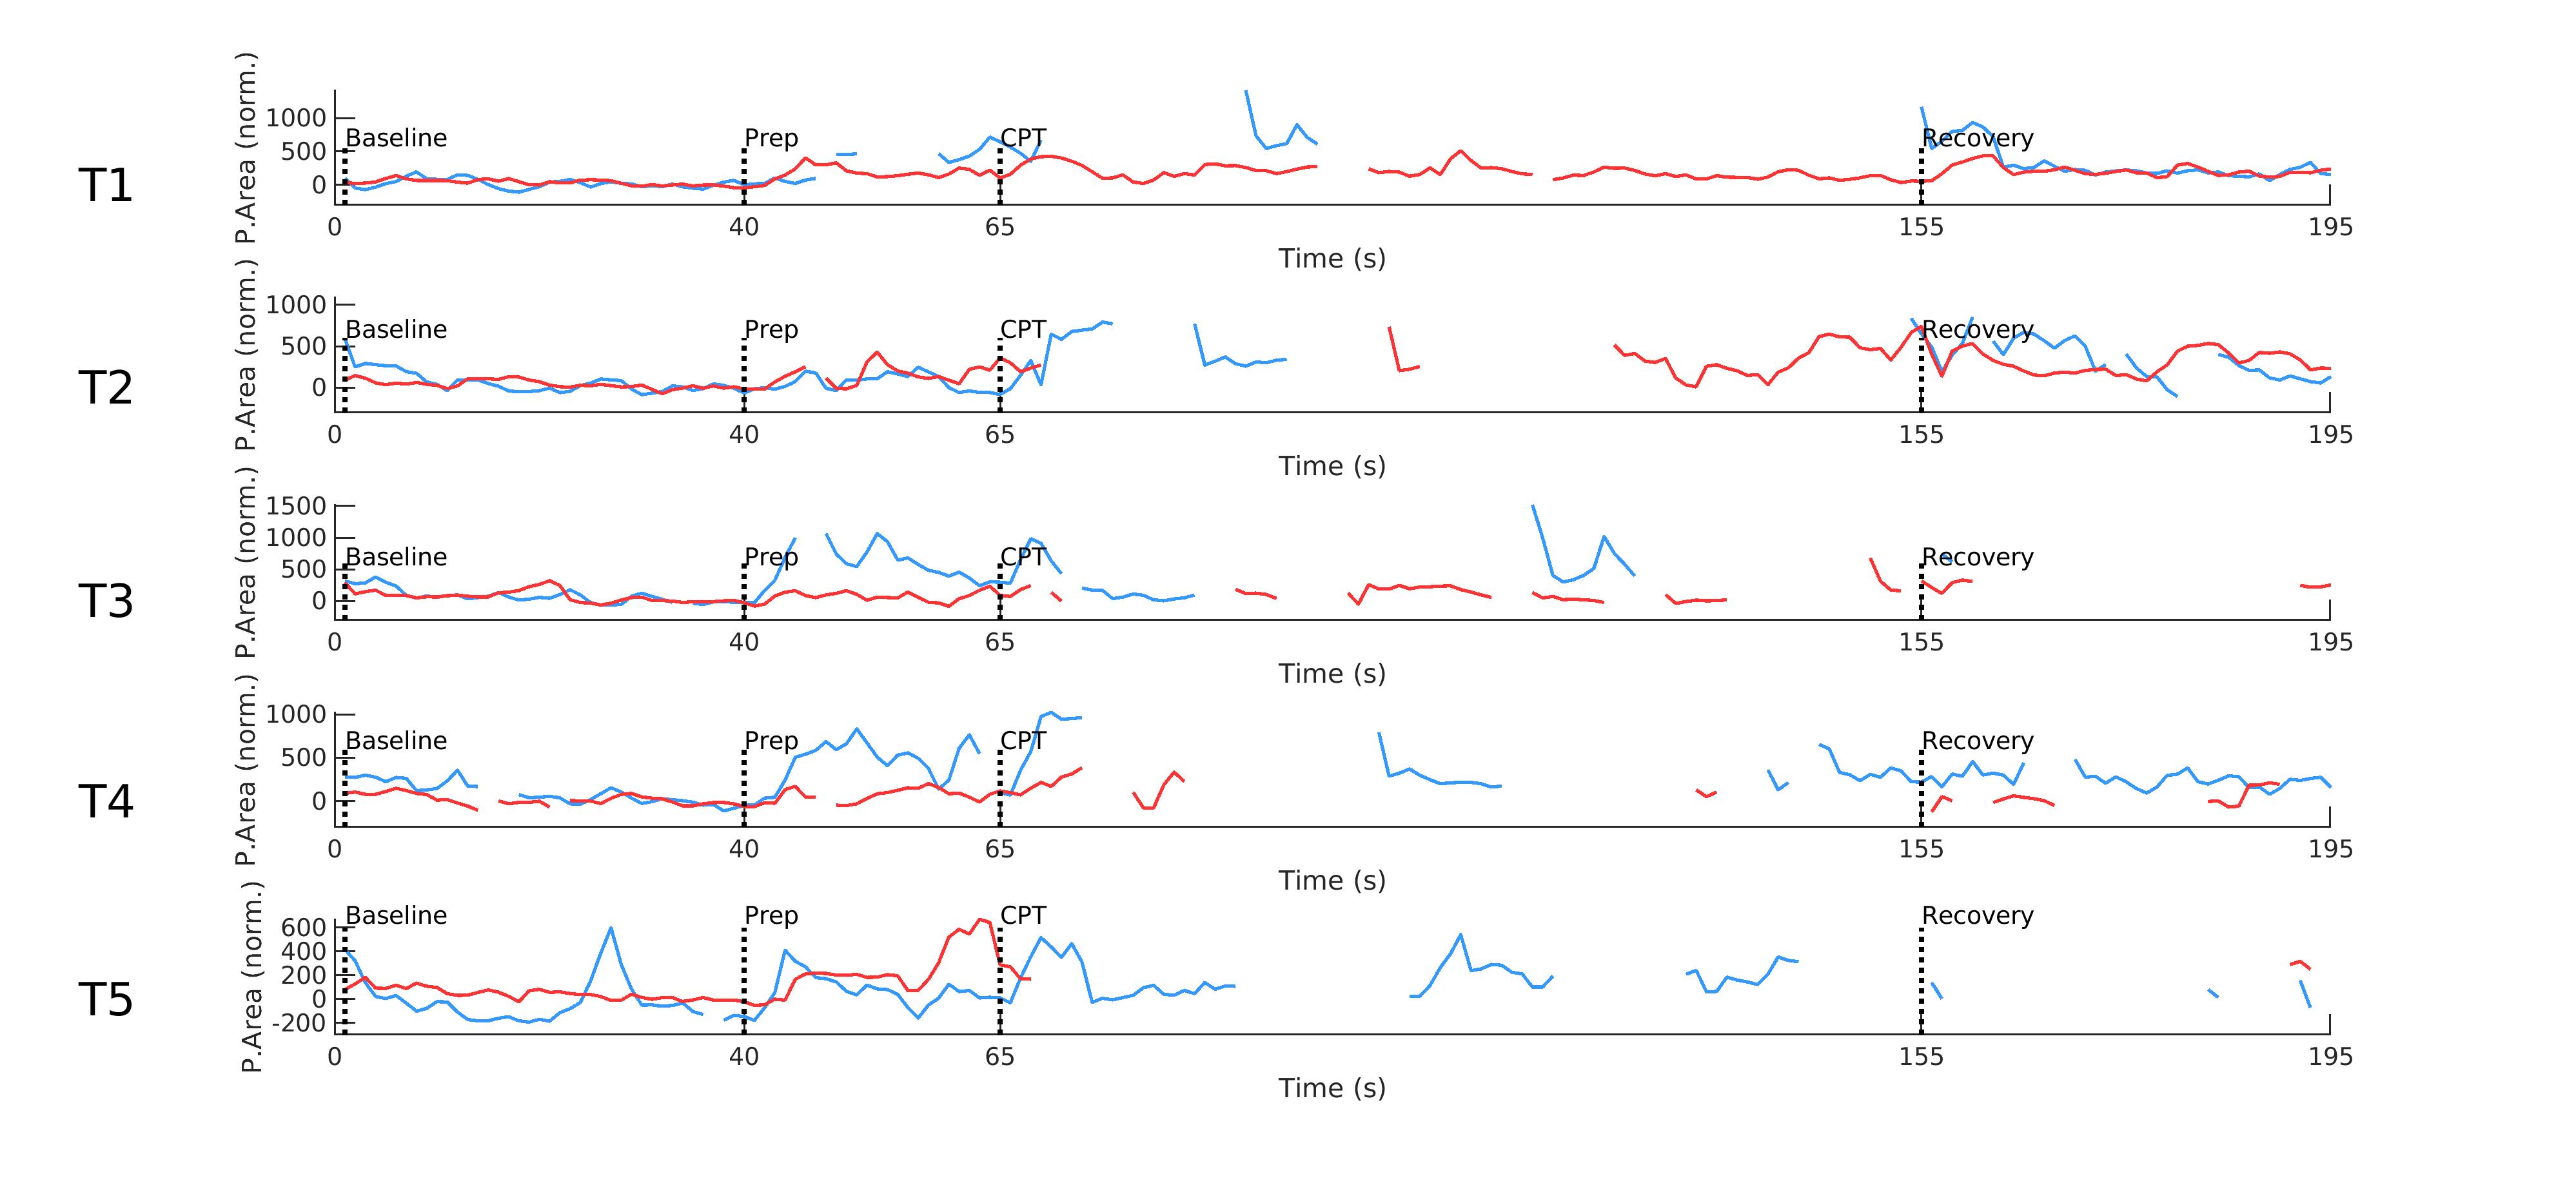 T1
P.Area (norm.)
1000
500
0
Baseline
Prep
CPT
Recovery
0 40 65 155 195
Time (s)
T2
P.Area (norm.)
1000
500
0
Baseline
Prep
CPT
Recovery
0 40 65 155 195
Time (s)
T3
P.Area (norm.)
1500
1000
500
0
Baseline
Prep
CPT
Recovery
0 40 65 155 195
Time (s)
T4
P.Area (norm.)
1000
500
0
Baseline
Prep
CPT
Recovery
0 40 65 155 195
Time (s)
T5
P.Area (norm.)
600
400
200
0
-200
Baseline
Prep
CPT
Recovery
0 40 65 155 195
Time (s)